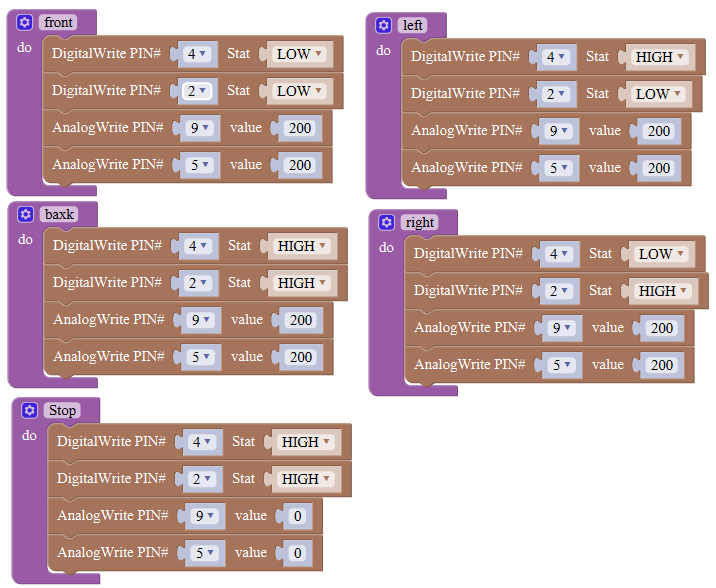 front
do
DigitalWrite PIN# 4 Stat LOW
DigitalWrite PIN# 2 Stat LOW
AnalogWrite PIN# 9 value 200
AnalogWrite PIN# 5 value 200
baxk
do
DigitalWrite PIN# 4 Stat HIGH
DigitalWrite PIN# 2 Stat HIGH
AnalogWrite PIN# 9 value 200
AnalogWrite PIN# 5 value 200
Stop
do
DigitalWrite PIN# 4 Stat HIGH
DigitalWrite PIN# 2 Stat HIGH
AnalogWrite PIN# 9 value 0
AnalogWrite PIN# 5 value 0
left
do
DigitalWrite PIN# 4 Stat HIGH
DigitalWrite PIN# 2 Stat LOW
AnalogWrite PIN# 9 value 200
AnalogWrite PIN# 5 value 200
right
do
DigitalWrite PIN# 4 Stat LOW
DigitalWrite PIN# 2 Stat HIGH
AnalogWrite PIN# 9 value 200
AnalogWrite PIN# 5 value 200